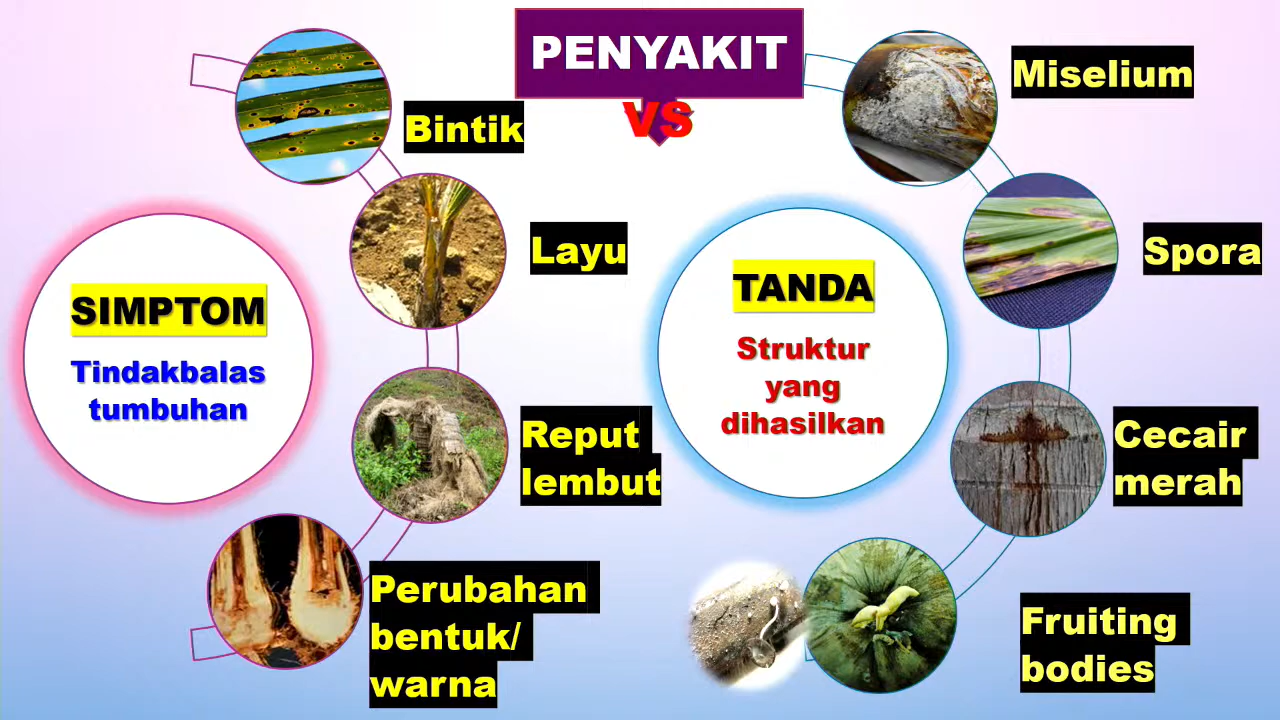 PENYAKIT
VS
SIMPTOM
Tindakbalas
tumbuhan
Bintik
Layu
Reput
lembut
Perubahan
bentuk/
warna
TANDA
Struktur
yang
dihasilkan
Miselium
Spora
Cecair
merah
Fruiting
bodies